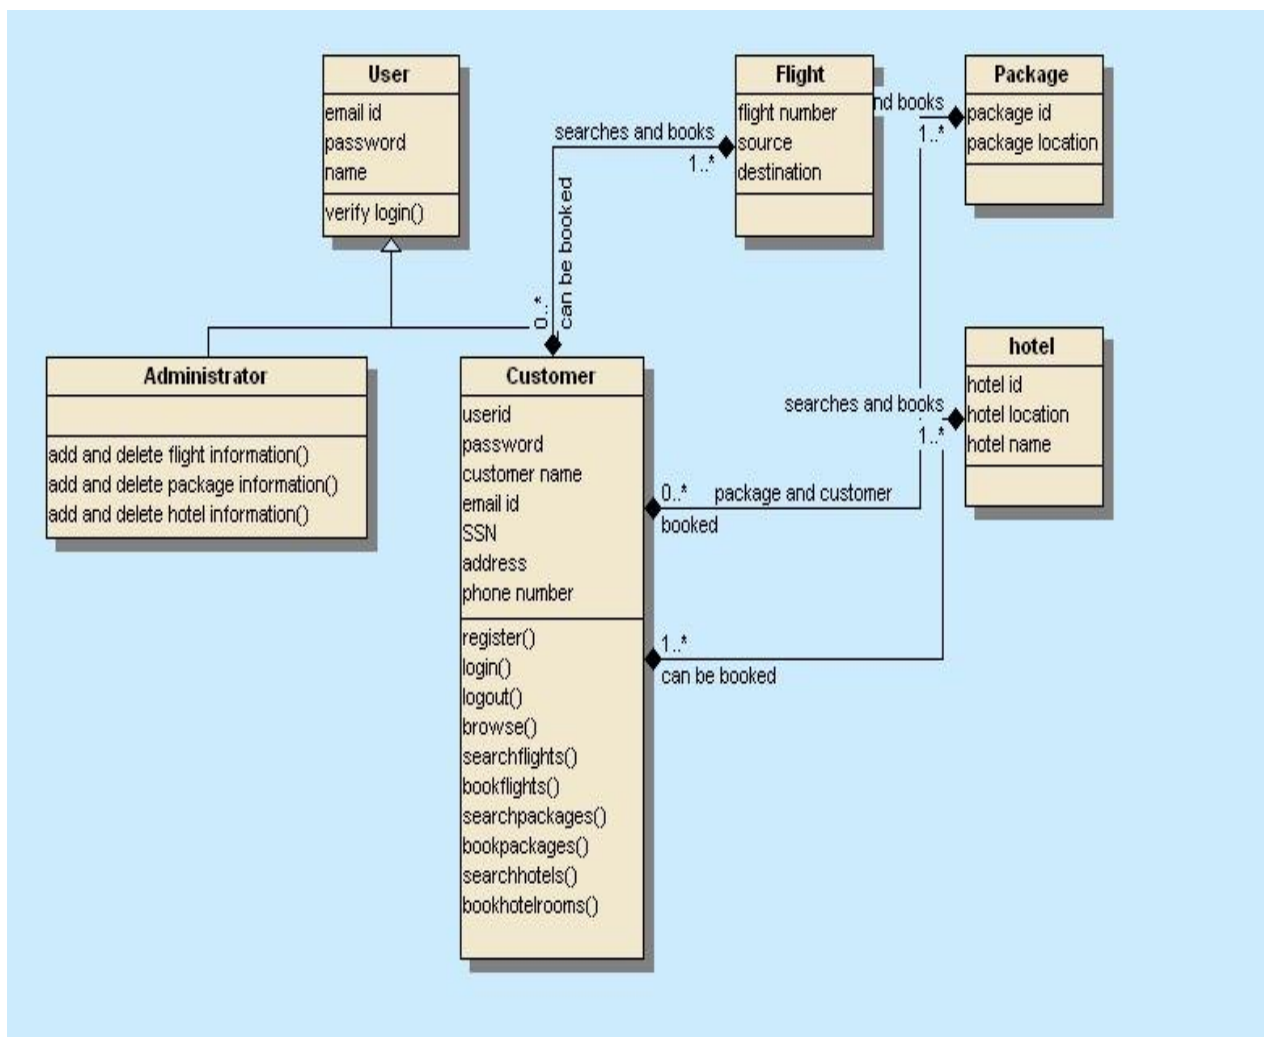 User
email id
password
name
verify login()
Flight
flight number
source
destination
Package
package id
package location
nd books
1..*
searches and books
1..*
can be booked
0..*
Administrator
add and delete flight information()
add and delete package information()
add and delete hotel information()
Customer
userid
password
customer name
email id
SSN
address
phone number
register()
login()
logout()
browse()
searchflights()
bookflights()
searchpackages()
bookpackages()
searchhotels()
bookhotelrooms()
hotel
hotel id
hotel location
hotel name
searches and books
1..*
0..* package and customer
booked
1..*
can be booked